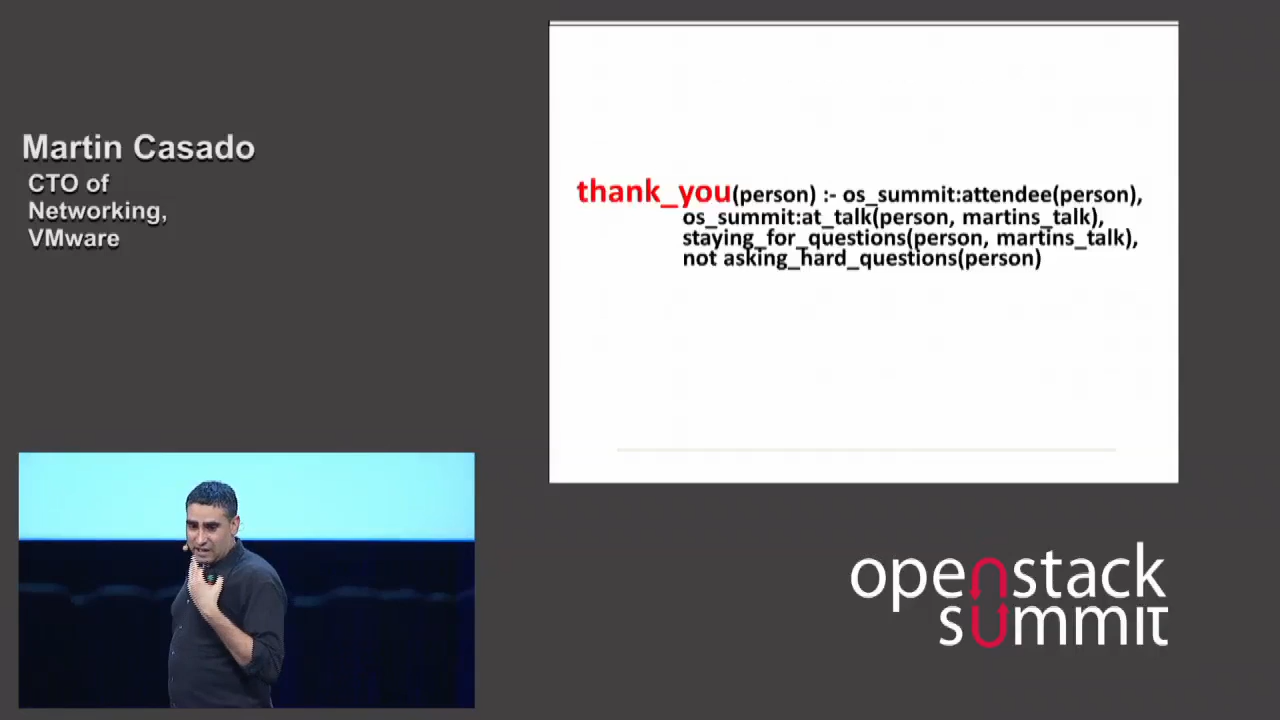 Martin Casado
CTO of
Networking,
VMware
thank_you(person) :- os_summit:attendee(person),
os_summit:at_talk(person, martins_talk),
staying_for_questions(person, martins_talk),
not asking_hard_questions(person)
openstack
summit